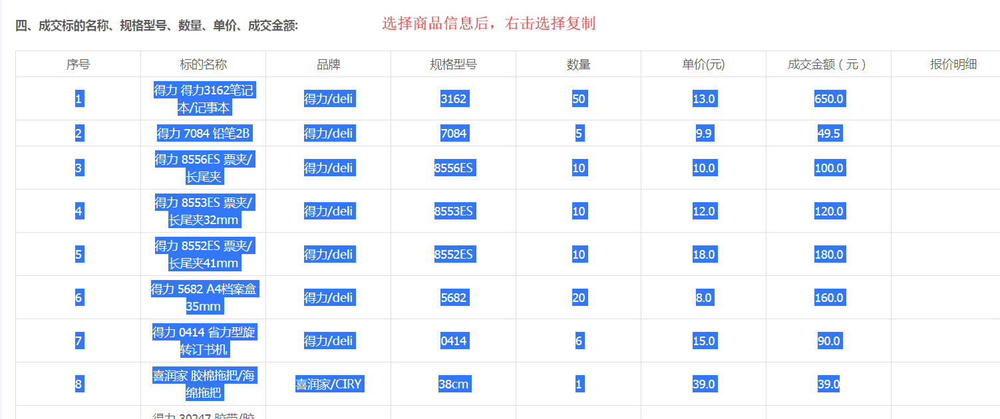 四、成交标的名称、规格型号、数量、单价、成交金额:
选择商品信息后，右击选择复制
序号 标的名称 品牌 规格型号 数量 单价(元) 成交金额（元） 报价明细
1 得力 得力3162笔记 得力/deli 3162 50 13.0 650.0
本/记事本
2 得力 7084 铅笔2B 得力/deli 7084 5 9.9 49.5
3 得力 8556ES 票夹/ 得力/deli 8556ES 10 10.0 100.0
长尾夹
4 得力 8553ES 票夹/ 得力/deli 8553ES 10 12.0 120.0
长尾夹32mm
5 得力 8552ES 票夹/ 得力/deli 8552ES 10 18.0 180.0
长尾夹41mm
6 得力 5682 A4档案盒 得力/deli 5682 20 8.0 160.0
35mm
7 得力 0414 省力型旋 得力/deli 0414 6 15.0 90.0
转订书机
8 喜润家 胶棉拖把/海 喜润家/CIRY 38cm 1 39.0 39.0
绵拖把
得力 30247 胶带/胶